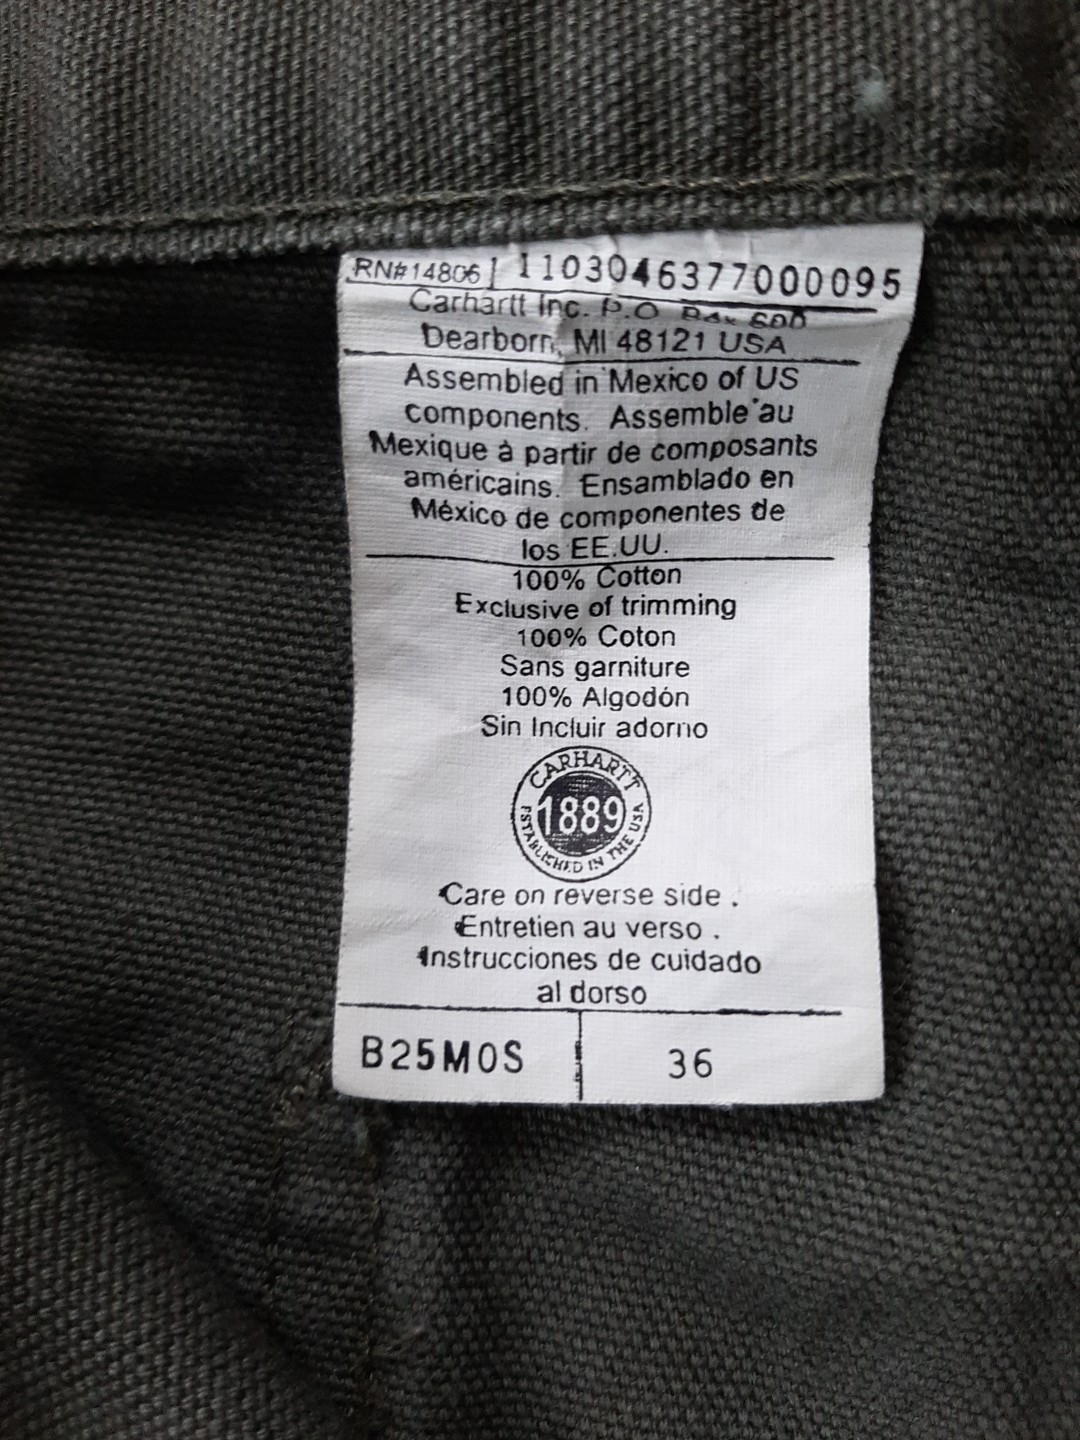 RN#14806 1103046377000095
Carhartt Inc. P.O Box 600
Dearborn, MI 48121 USA
Assembled in Mexico of US
components. Assemble au
Mexique à partir de composants
américains. Ensamblado en
México de componentes de
los EE.UU.
100% Cotton
Exclusive of trimming
100% Coton
Sans garniture
100% Algodón
Sin Incluir adorno
CARHARTT
1889
ESTABLISHED IN THE USA
Care on reverse side .
Entretien au verso .
Instrucciones de cuidado
al dorso
B25MOS 36